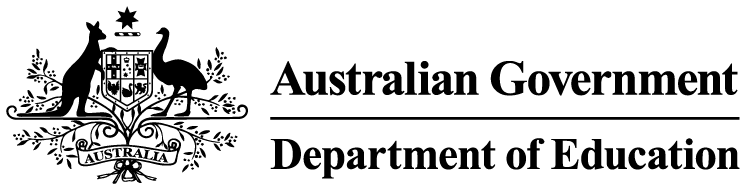 Australian Government
Department of Education
AUSTRALIA